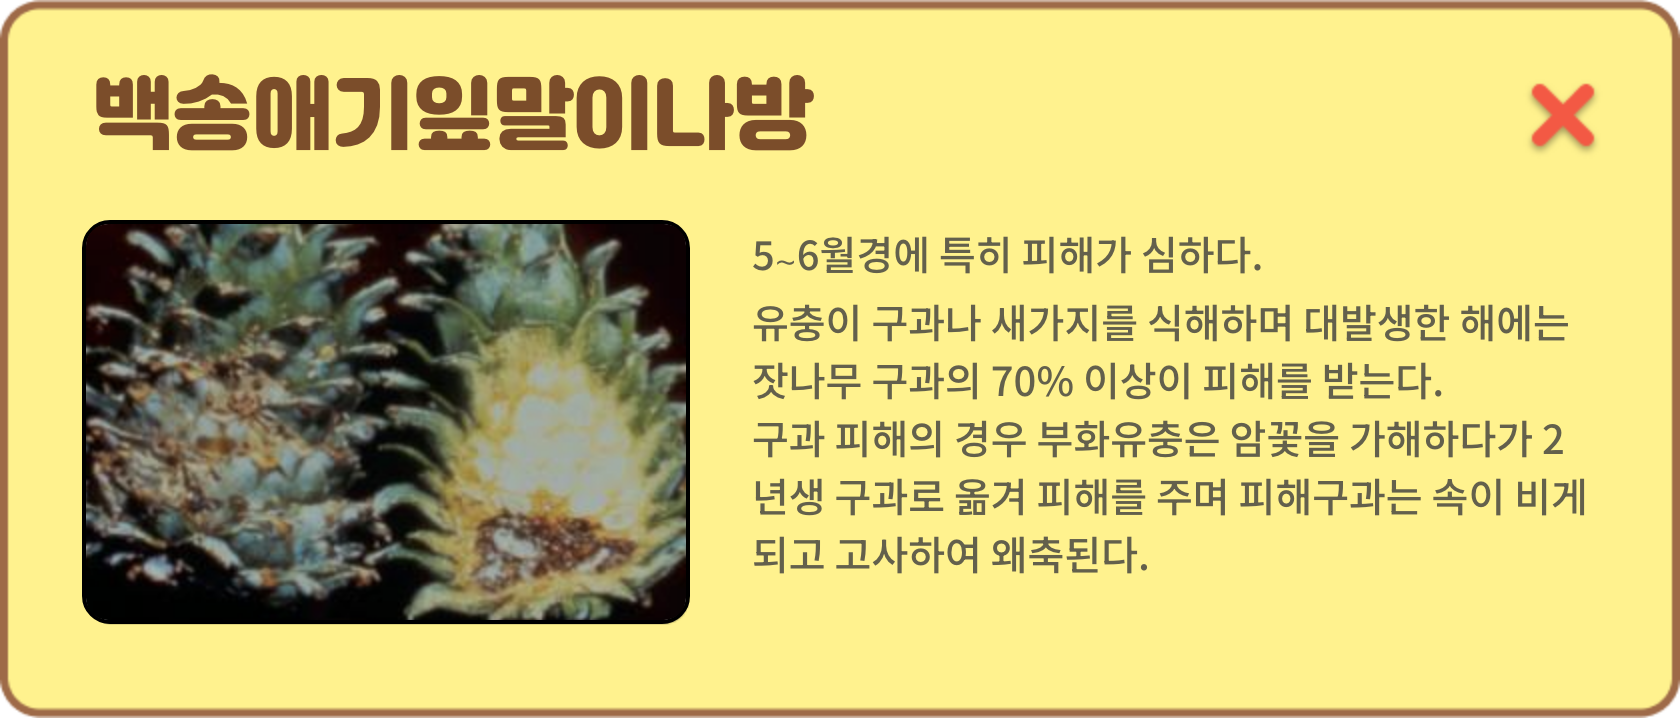 백송애기잎말이나방
5~6월경에 특히 피해가 심하다.
유충이 구과나 새가지를 식해하며 대발생한 해에는
잣나무 구과의 70% 이상이 피해를 받는다.
구과 피해의 경우 부화유충은 암꽃을 가해하다가 2
년생 구과로 옮겨 피해를 주며 피해구과는 속이 비게
되고 고사하여 왜축된다.